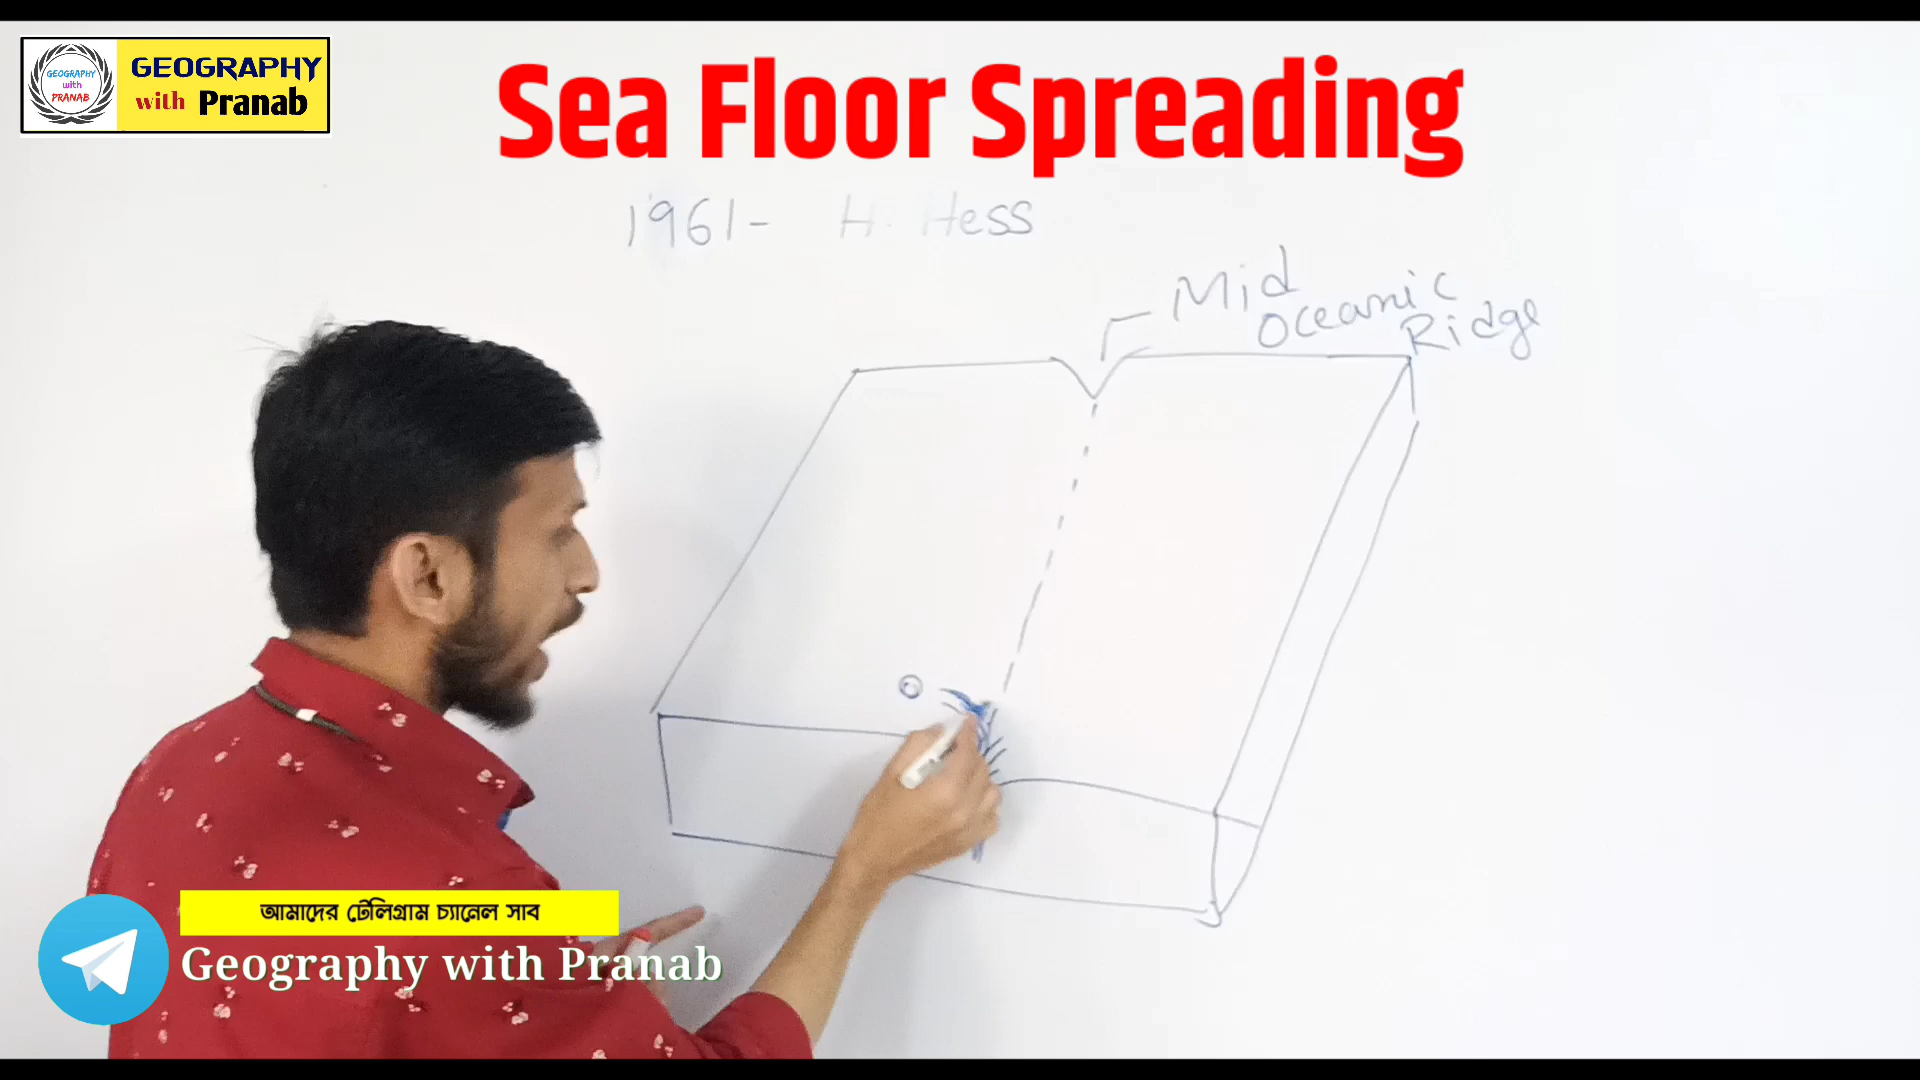 GEOGRAPHY
with
PRANAB
GEOGRAPHY
with Pranab
Sea Floor Spreading
1961- H. Hess
Mid
Oceanic
Ridge
আমাদের টেলিগ্রাম চ্যানেল সাব
Geography with Pranab